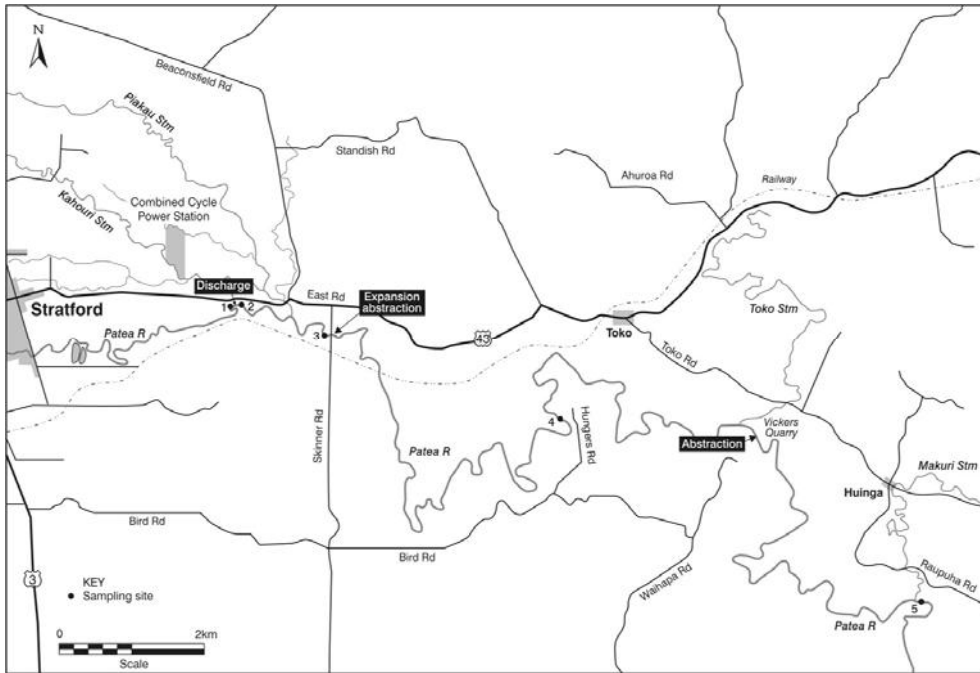 N
Beaconsfield Rd
Piakau Stm
Standish Rd
Ahuroa Rd
Railway
Kahouri Stm
Combined Cycle
Power Station
Discharge
Stratford
East Rd
Expansion
abstraction
1
2
3
43
Patea R
Toko
Toko Stm
Toko Rd
Skinner Rd
4
Hungers Rd
Patea R
Vickers
Quarry
Abstraction
Makuri Stm
Huinga
Bird Rd
Bird Rd
Waihapa Rd
Raupuha Rd
3
5
Patea R
KEY
Sampling site
0
2km
Scale